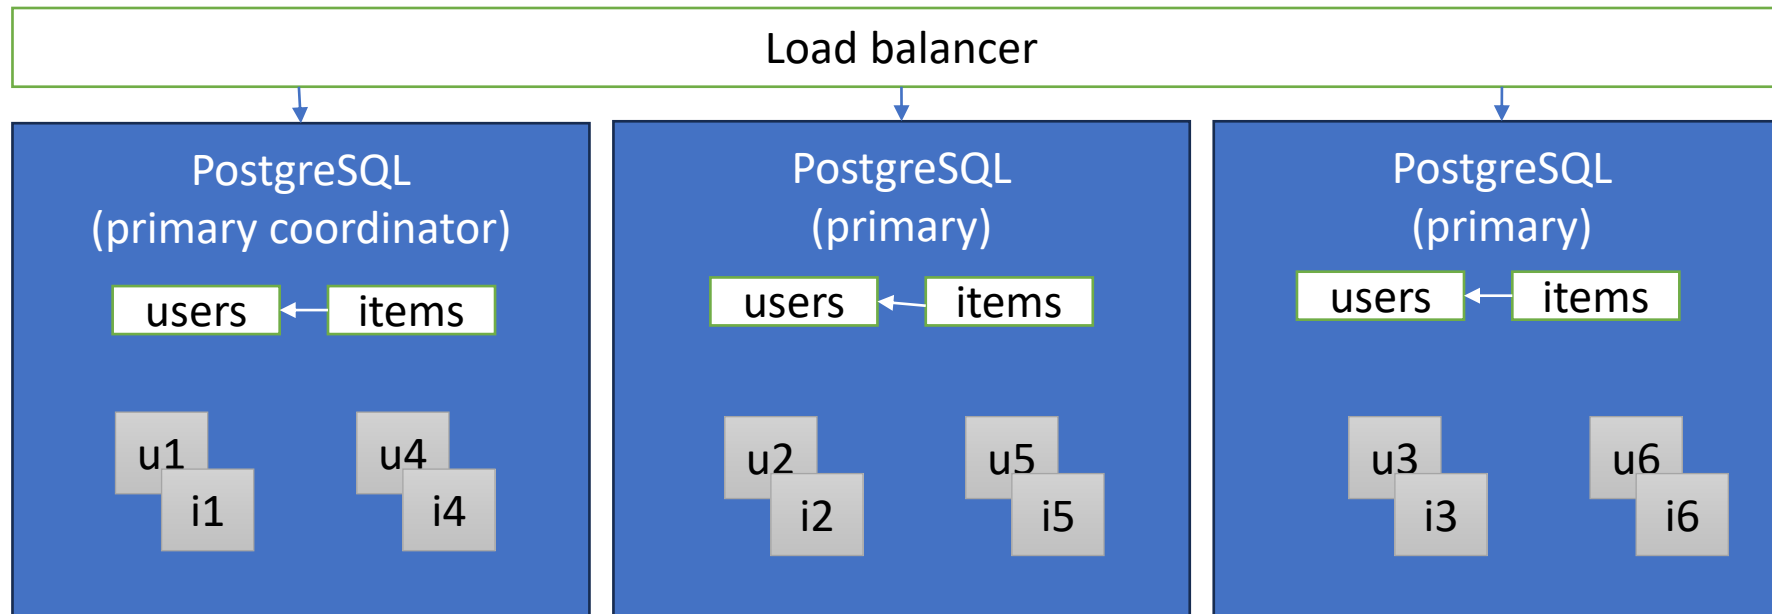 Load balancer
PostgreSQL
(primary coordinator)
users
items
u1
i1
u4
i4
PostgreSQL
(primary)
users
items
u2
i2
u5
i5
PostgreSQL
(primary)
users
items
u3
i3
u6
i6